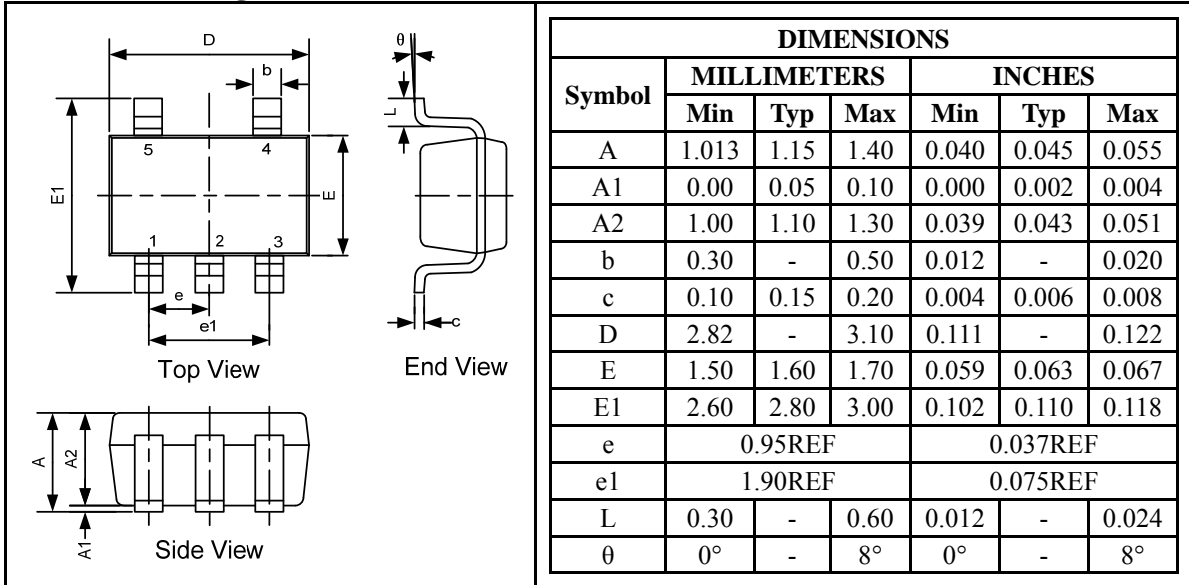 D
b
θ
L
5 4
E1
E
1 2 3
e
e1
c
Top View
End View
A
A2
A1
Side View
DIMENSIONS
Symbol MILLIMETERS INCHES
Min Typ Max Min Typ Max
A 1.013 1.15 1.40 0.040 0.045 0.055
A1 0.00 0.05 0.10 0.000 0.002 0.004
A2 1.00 1.10 1.30 0.039 0.043 0.051
b 0.30 - 0.50 0.012 - 0.020
c 0.10 0.15 0.20 0.004 0.006 0.008
D 2.82 - 3.10 0.111 - 0.122
E 1.50 1.60 1.70 0.059 0.063 0.067
E1 2.60 2.80 3.00 0.102 0.110 0.118
e 0.95REF 0.037REF
e1 1.90REF 0.075REF
L 0.30 - 0.60 0.012 - 0.024
θ 0° - 8° 0° - 8°